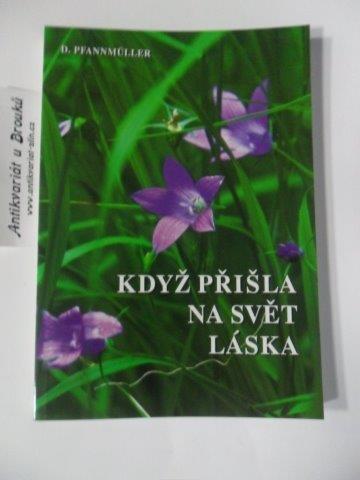 D. PFANNMÜLLER
KDYŽ PŘIŠLA
NA SVĚT
LÁSKA
Antikvariát u Brouků
www.antikvariat-zlin.cz